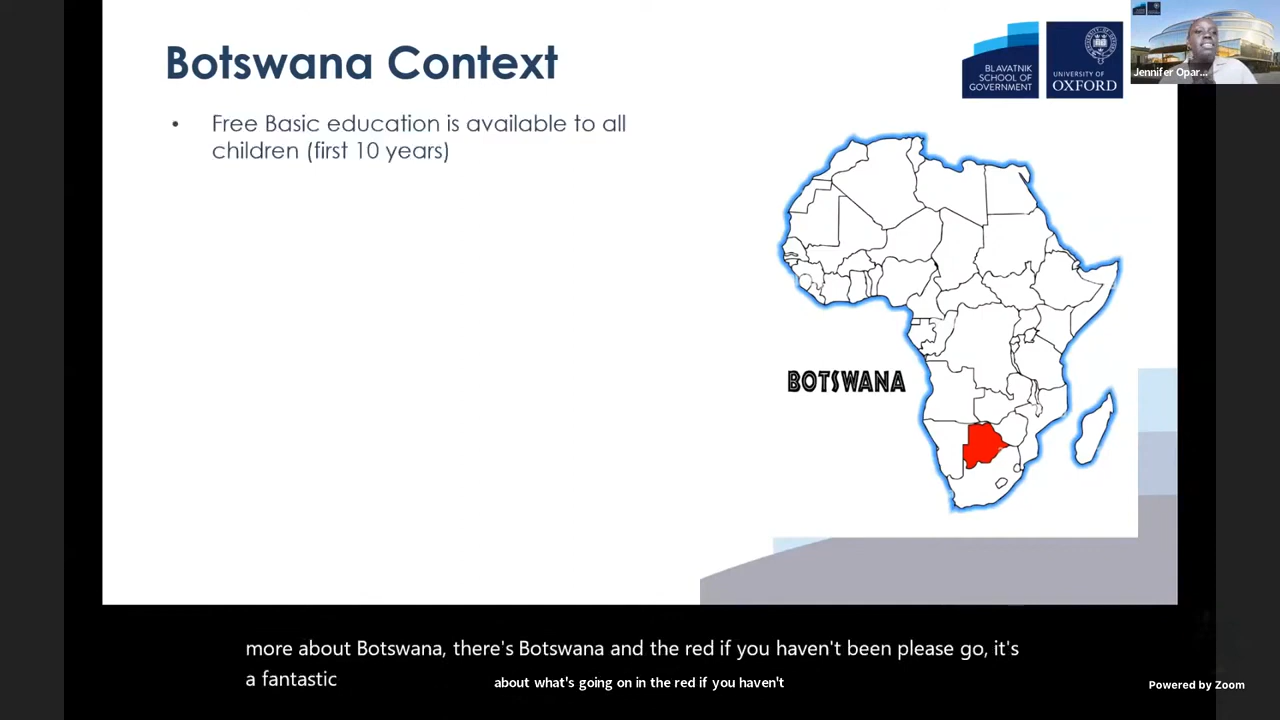 Botswana Context
• Free Basic education is available to all
children (first 10 years)
BLAVATNIK
SCHOOL OF
GOVERNMENT
UNIVERSITY OF
OXFORD
Jennifer Opar...
BOTSWANA
more about Botswana, there's Botswana and the red if you haven't been please go, it's
a fantastic
about what's going on in the red if you haven't
Powered by Zoom